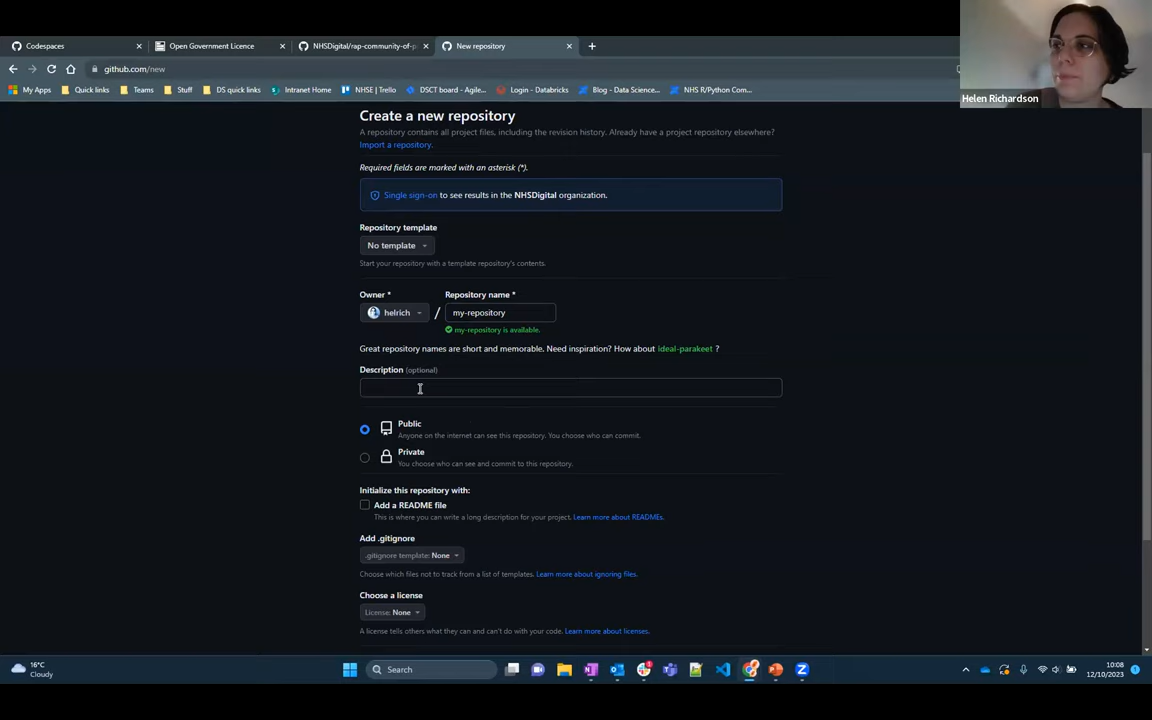 Codespaces
Open Government Licence
NHSDigital/rap-community-of-p
New repository
github.com/new
My Apps
Quick links
Teams
Stuff
DS quick links
Intranet Home
NHSE | Trello
DSCT board - Agile...
Login - Databricks
Blog - Data Science...
NHS R/Python Com...
Helen Richardson
Create a new repository
A repository contains all project files, including the revision history. Already have a project repository elsewhere?
Import a repository.
Required fields are marked with an asterisk (*).
Single sign-on to see results in the NHSDigital organization.
Repository template
No template
Start your repository with a template repository's contents.
Owner * Repository name *
helrich / my-repository
my-repository is available.
Great repository names are short and memorable. Need inspiration? How about ideal-parakeet ?
Description (optional)
Public
Anyone on the internet can see this repository. You choose who can commit.
Private
You choose who can see and commit to this repository.
Initialize this repository with:
Add a README file
This is where you can write a long description for your project. Learn more about READMEs.
Add .gitignore
.gitignore template: None
Choose which files not to track from a list of templates. Learn more about ignoring files.
Choose a license
License: None
A license tells others what they can and can't do with your code. Learn more about licenses.
16°C
Cloudy
Search
10:08
12/10/2023